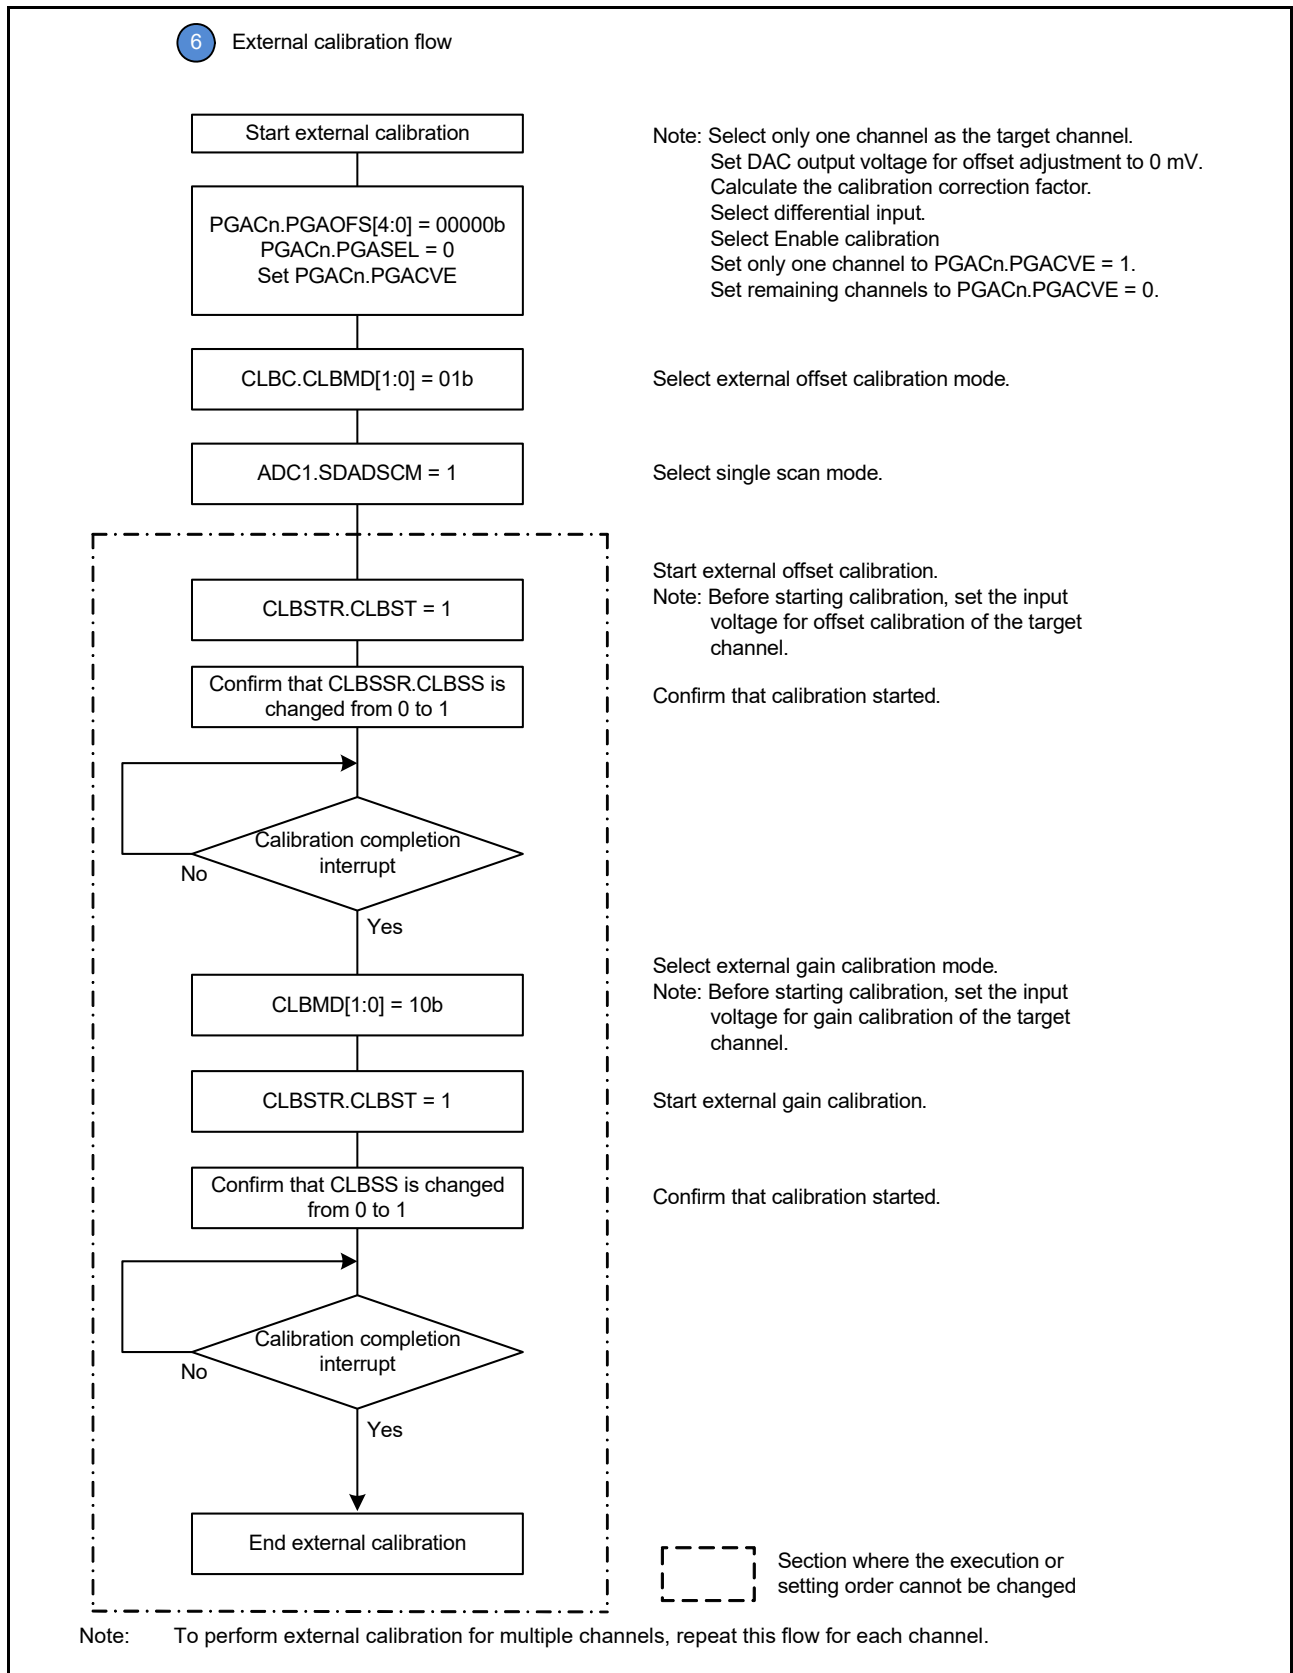 6 External calibration flow
Start external calibration
Note: Select only one channel as the target channel.
Set DAC output voltage for offset adjustment to 0 mV.
Calculate the calibration correction factor.
Select differential input.
Select Enable calibration
Set only one channel to PGACn.PGACVE = 1.
Set remaining channels to PGACn.PGACVE = 0.
PGACn.PGAOFS[4:0] = 00000b
PGACn.PGASEL = 0
Set PGACn.PGACVE
CLBC.CLBMD[1:0] = 01b
Select external offset calibration mode.
ADC1.SDADSCM = 1
Select single scan mode.
Start external offset calibration.
Note: Before starting calibration, set the input
voltage for offset calibration of the target
channel.
CLBSTR.CLBST = 1
Confirm that CLBSSR.CLBSS is
changed from 0 to 1
Confirm that calibration started.
Calibration completion
interrupt
No
Yes
Select external gain calibration mode.
Note: Before starting calibration, set the input
voltage for gain calibration of the target
channel.
CLBMD[1:0] = 10b
CLBSTR.CLBST = 1
Start external gain calibration.
Confirm that CLBSS is changed
from 0 to 1
Confirm that calibration started.
Calibration completion
interrupt
No
Yes
End external calibration
Section where the execution or
setting order cannot be changed
Note: To perform external calibration for multiple channels, repeat this flow for each channel.